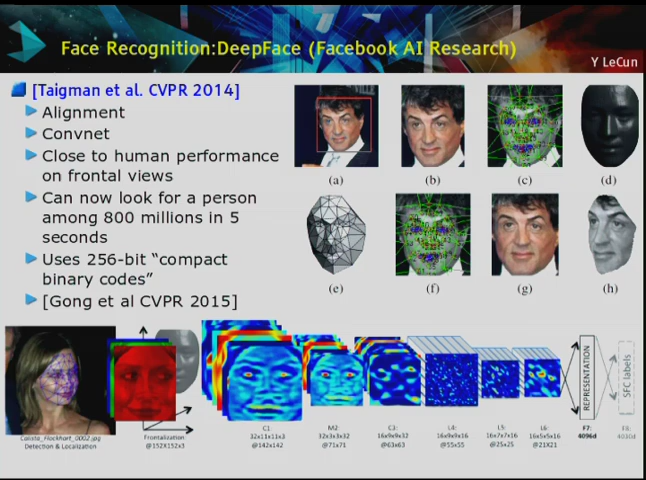 Face Recognition:DeepFace (Facebook AI Research)
Y LeCun
[Taigman et al. CVPR 2014]
Alignment
Convnet
Close to human performance
on frontal views
Can now look for a person
among 800 millions in 5
seconds
Uses 256-bit “compact
binary codes”
[Gong et al CVPR 2015]
(a)
(b)
(c)
(d)
(e)
(f)
(g)
(h)
Calista_Flockhart_0002.jpg
Detection & Localization
Frontalization
@152X152x3
C1:
32x11x11x3
@142x142
M2:
32x3x3x32
@71x71
C3:
16x9x9x32
@63x63
L4:
16x9x9x16
@55x55
L5:
16x7x7x16
@25x25
L6:
16x5x5x16
@21X21
REPRESENTATION
F7:
4096d
SFC labels
F8:
4030d